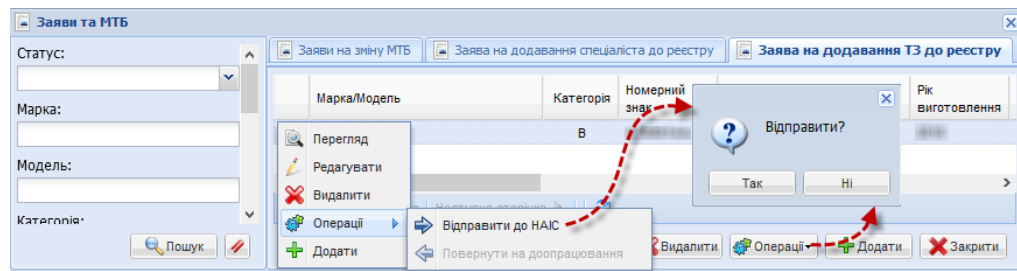 Заяви та МТБ
Статус:
Марка:
Модель:
Категорія:
Пошук
Заяви на зміну МТБ
Заява на додавання спеціаліста до реєстру
Заява на додавання ТЗ до реєстру
Марка/Модель
Категорія
Номерний
знак
Рік
виготовлення
В
Перегляд
Редагувати
Видалити
Операції
Додати
Відправити до НАІС
Повернути на доопрацювання
Наступна сторінка
Відправити?
Так
Ні
Видалити
Операції
Додати
Закрити